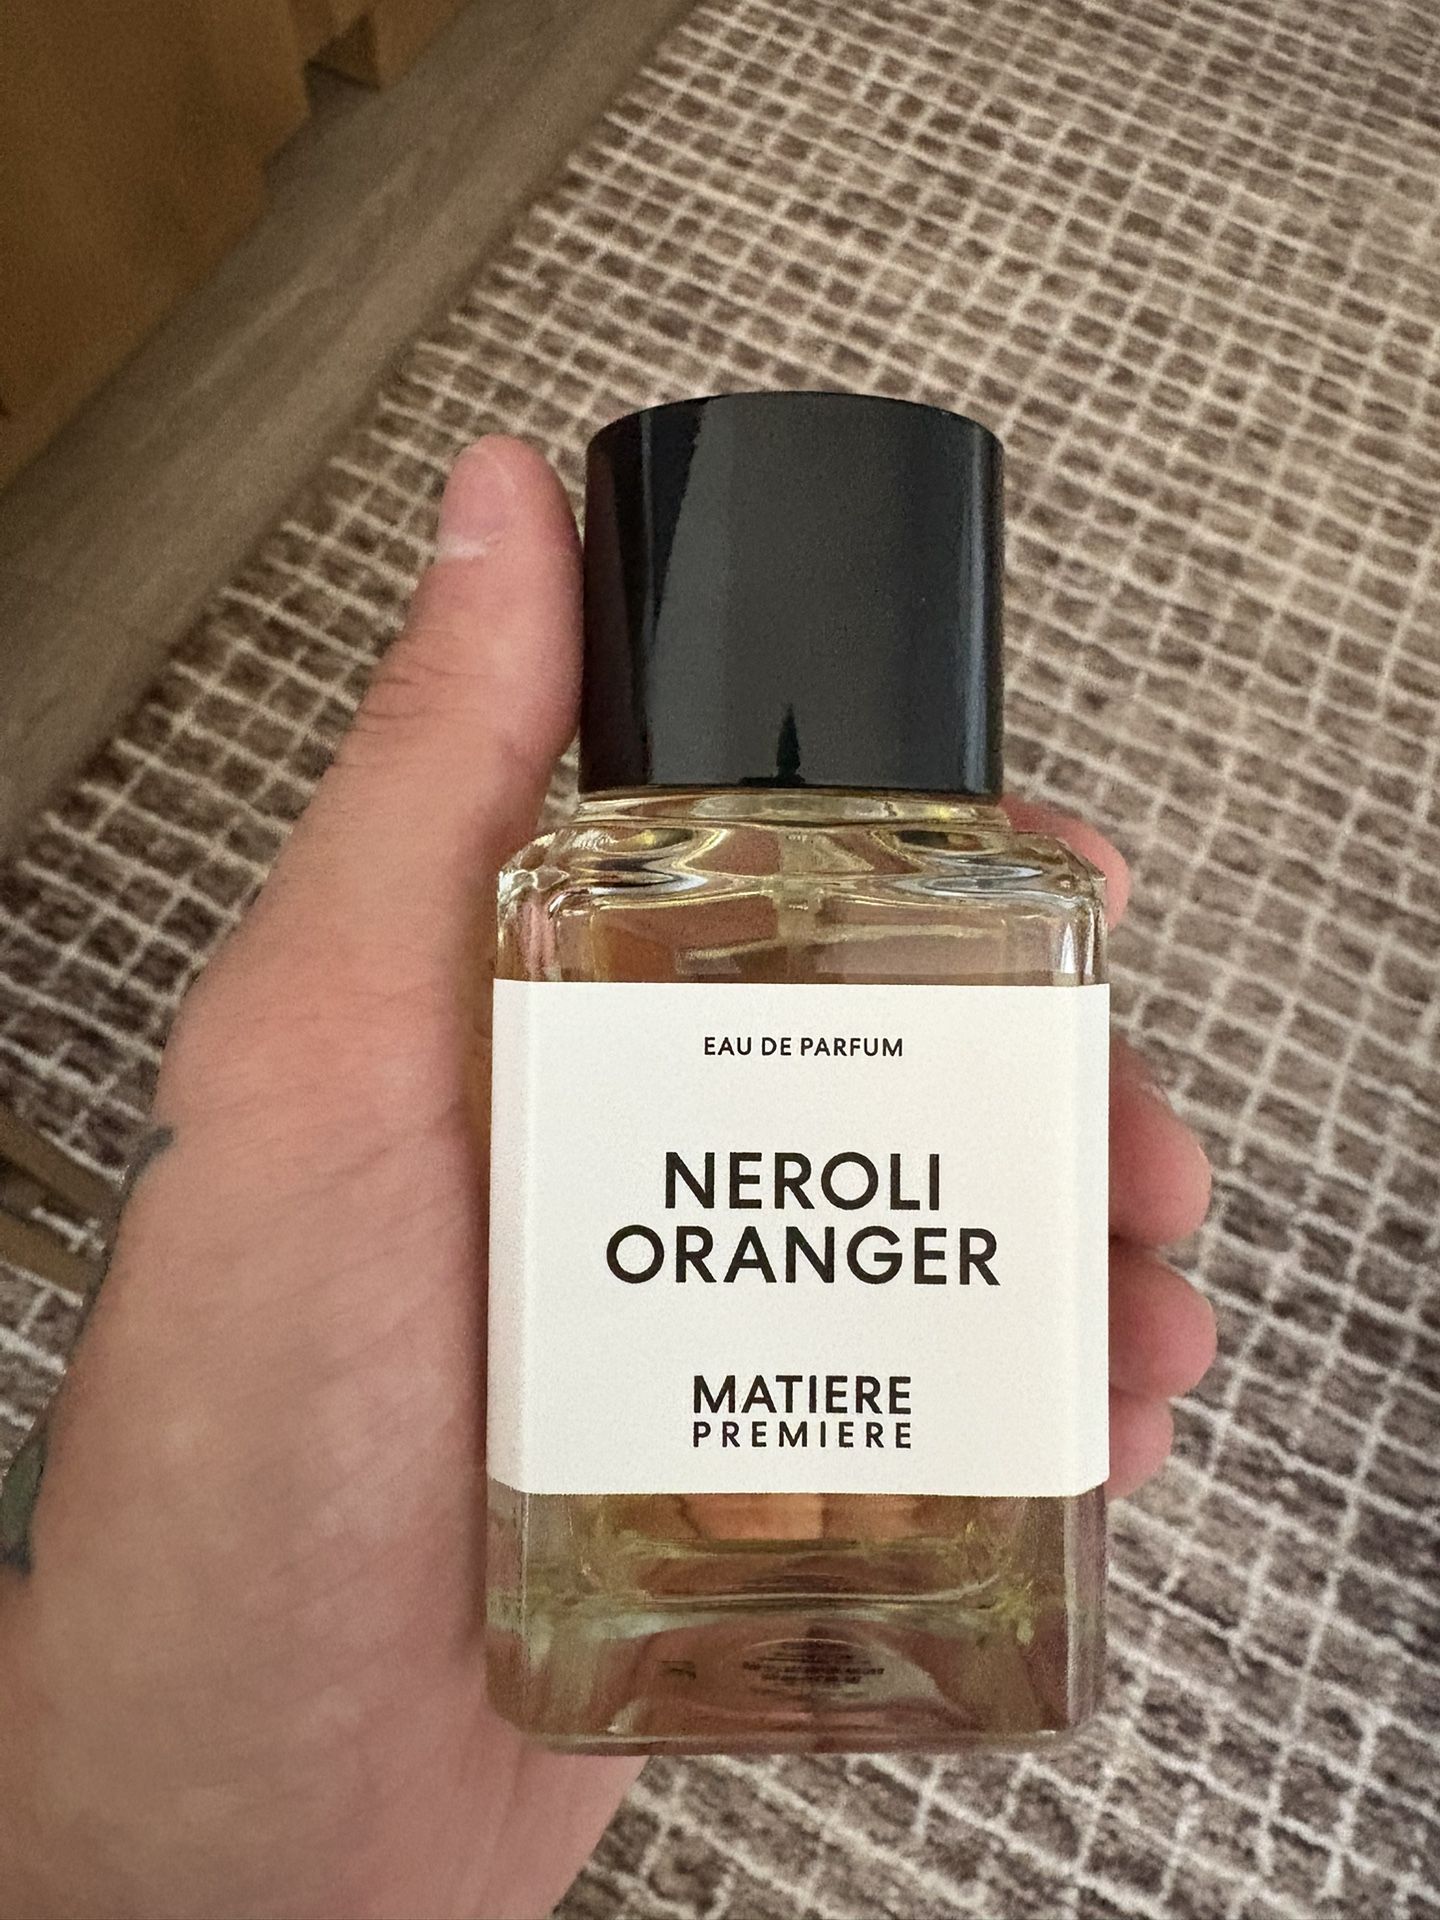 EAU DE PARFUM
NEROLI
ORANGER
MATIERE
PREMIERE